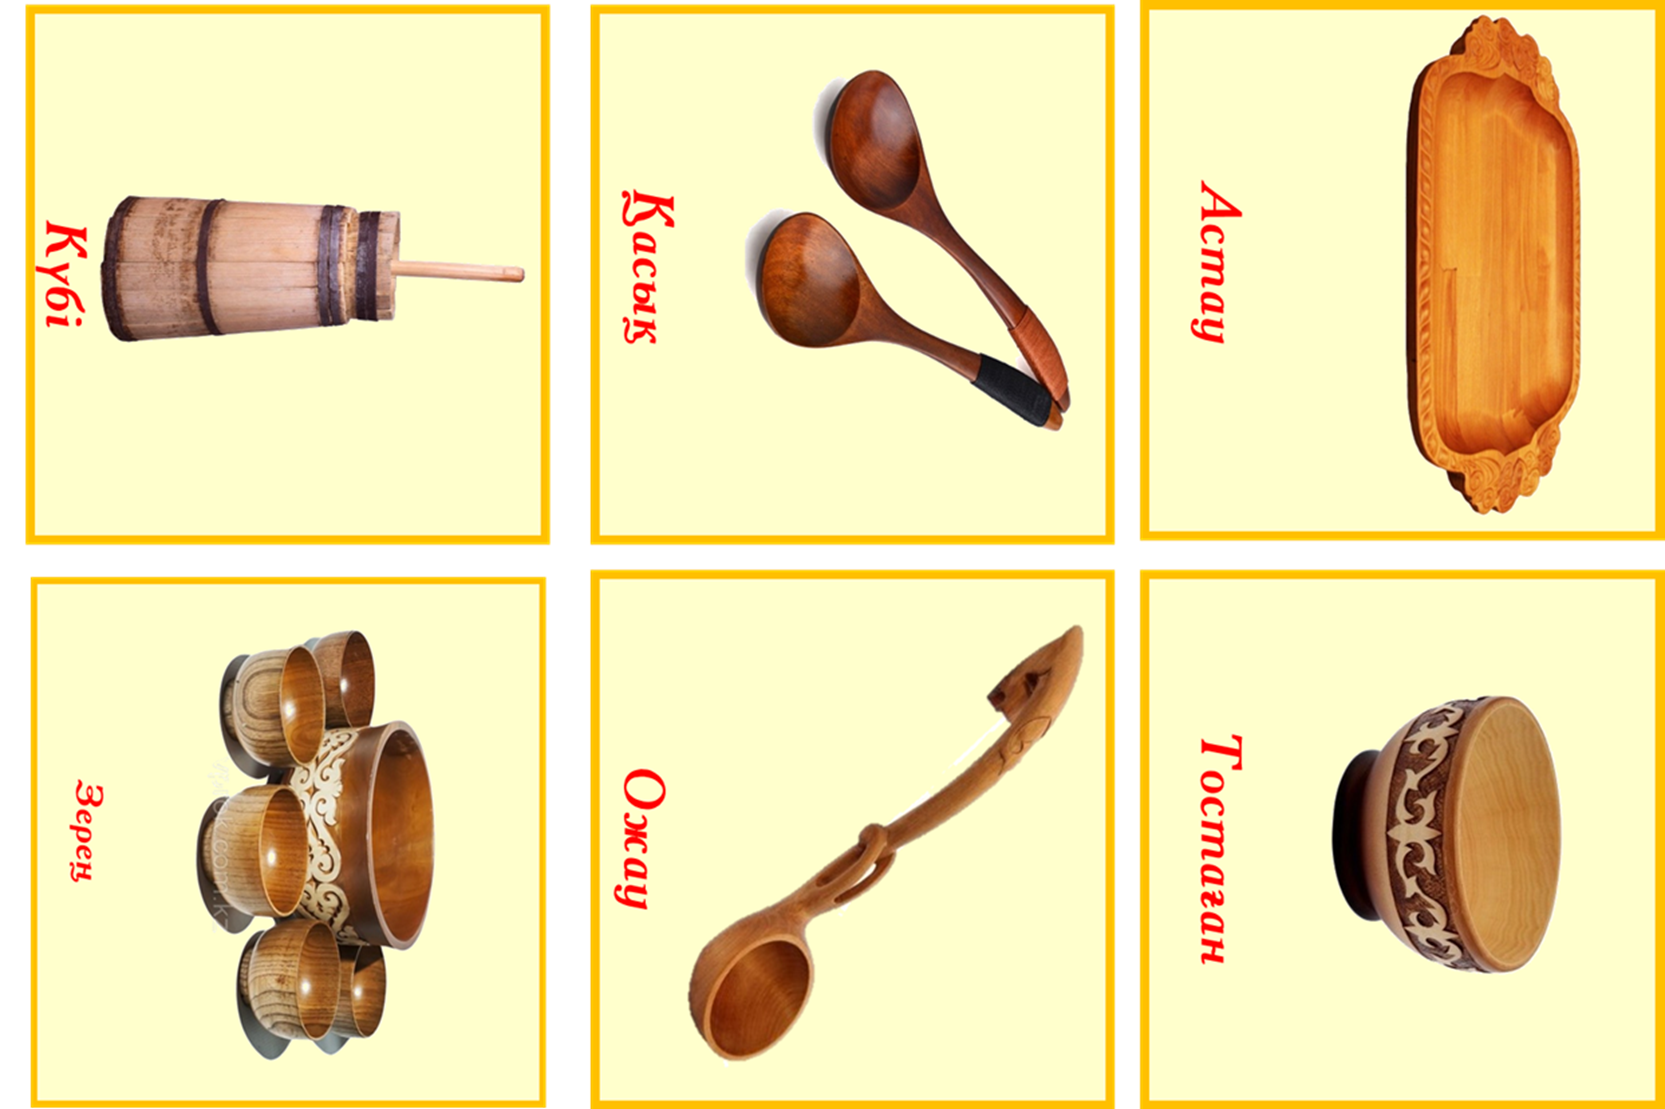 Күбі
Қасық
Астау
Зерең
Ожау
Тостаған